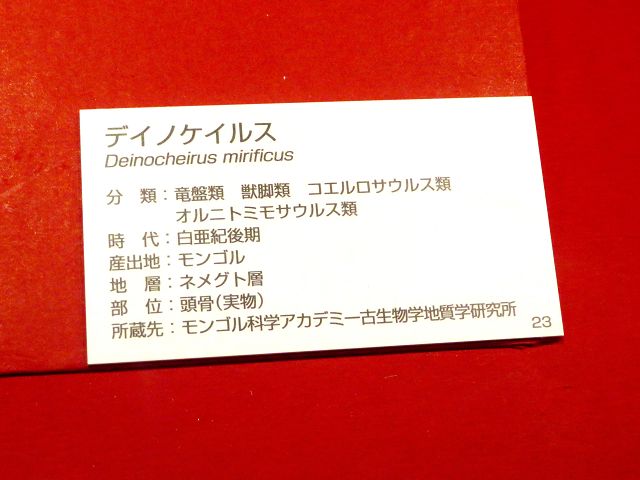 デイノケイルス
Deinocheirus mirificus
分　類：竜盤類　獣脚類　コエルロサウルス類
オルニトミモサウルス類
時　代：白亜紀後期
産出地：モンゴル
地　層：ネメグト層
部　位：頭骨(実物)
所蔵先：モンゴル科学アカデミー古生物学地質学研究所
23